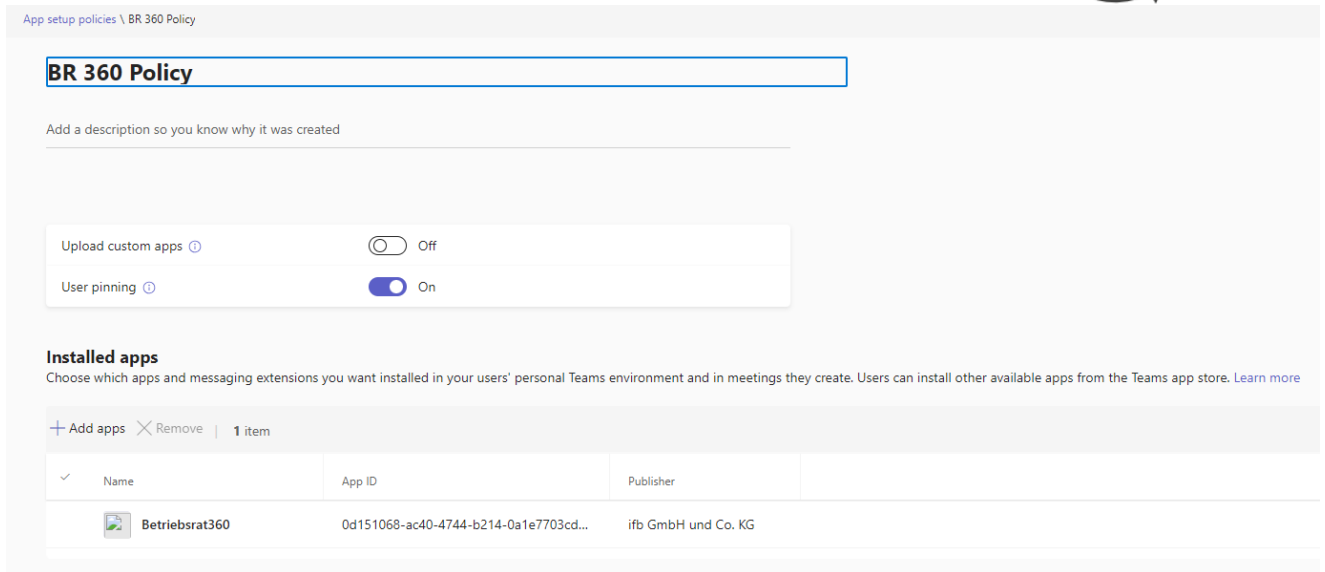 App setup policies \ BR 360 Policy
BR 360 Policy
Add a description so you know why it was created
Upload custom apps Off
User pinning On
Installed apps
Choose which apps and messaging extensions you want installed in your users' personal Teams environment and in meetings they create. Users can install other available apps from the Teams app store. Learn more
Add apps Remove | 1 item
Name App ID Publisher
Betriebsrat360 0d151068-ac40-4744-b214-0a1e7703cd... ifb GmbH und Co. KG